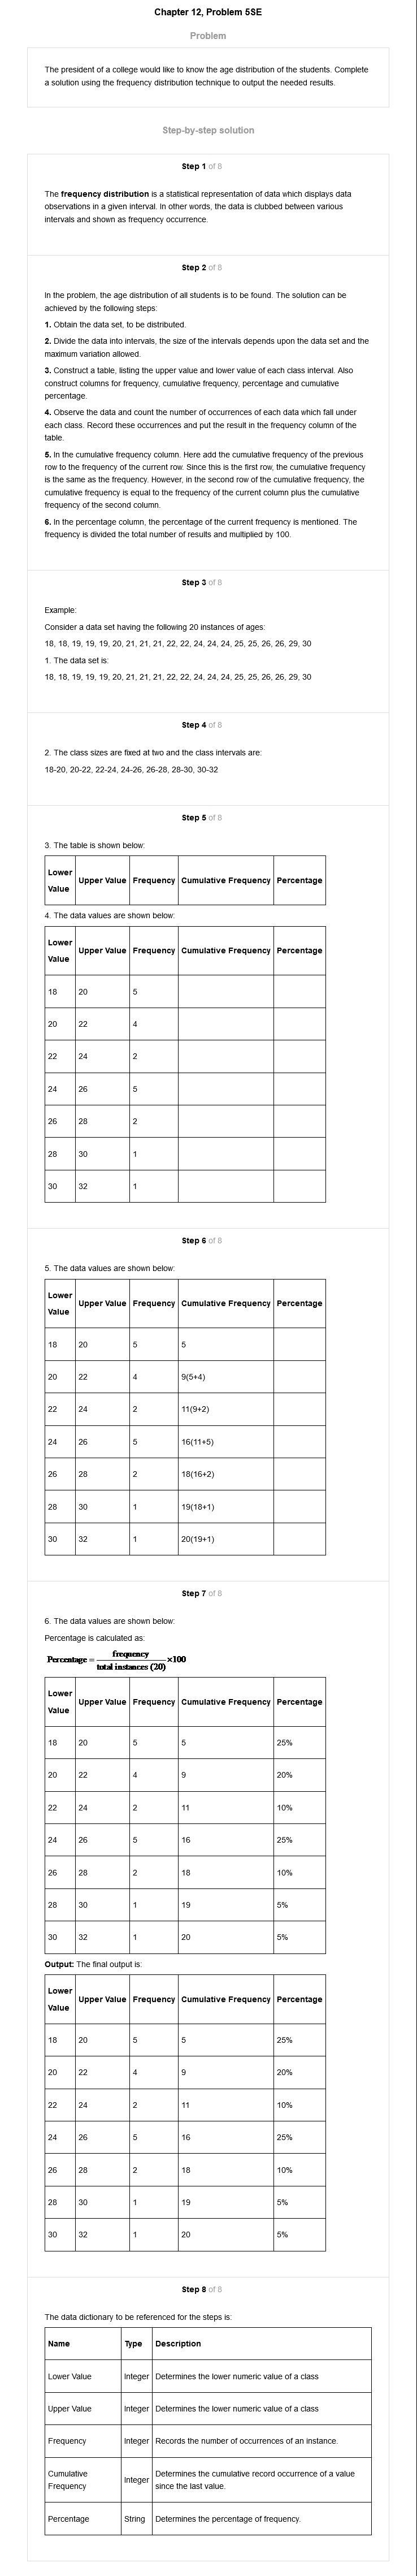 Chapter 12, Problem 5SE
Problem
The president of a college would like to know the age distribution of the students. Complete
a solution using the frequency distribution technique to output the needed results.
Step-by-step solution
Step 1 of 8
The frequency distribution is a statistical representation of data which displays data
observations in a given interval. In other words, the data is clubbed between various
intervals and shown as frequency occurrence.
Step 2 of 8
In the problem, the age distribution of all students is to be found. The solution can be
achieved by the following steps:
1. Obtain the data set, to be distributed.
2. Divide the data into intervals, the size of the intervals depends upon the data set and the
maximum variation allowed.
3. Construct a table, listing the upper value and lower value of each class interval. Also
construct columns for frequency, cumulative frequency, percentage and cumulative
percentage.
4. Observe the data and count the number of occurrences of each data which fall under
each class. Record these occurrences and put the result in the frequency column of the
table.
5. In the cumulative frequency column. Here add the cumulative frequency of the previous
row to the frequency of the current row. Since this is the first row, the cumulative frequency
is the same as the frequency. However, in the second row of the cumulative frequency, the
cumulative frequency is equal to the frequency of the current column plus the cumulative
frequency of the second column.
6. In the percentage column, the percentage of the current frequency is mentioned. The
frequency is divided the total number of results and multiplied by 100.
Step 3 of 8
Example:
Consider a data set having the following 20 instances of ages:
18, 18, 19, 19, 19, 20, 21, 21, 21, 22, 22, 24, 24, 24, 25, 25, 26, 26, 29, 30
1. The data set is:
18, 18, 19, 19, 19, 20, 21, 21, 21, 22, 22, 24, 24, 24, 25, 25, 26, 26, 29, 30
Step 4 of 8
2. The class sizes are fixed at two and the class intervals are:
18-20, 20-22, 22-24, 24-26, 26-28, 28-30, 30-32
Step 5 of 8
3. The table is shown below:
Lower
Value Upper Value Frequency Cumulative Frequency Percentage
4. The data values are shown below:
Lower
Value Upper Value Frequency Cumulative Frequency Percentage
18 20 5
20 22 4
22 24 2
24 26 5
26 28 2
28 30 1
30 32 1
Step 6 of 8
5. The data values are shown below:
Lower
Value Upper Value Frequency Cumulative Frequency Percentage
18 20 5 5
20 22 4 9(5+4)
22 24 2 11(9+2)
24 26 5 16(11+5)
26 28 2 18(16+2)
28 30 1 19(18+1)
30 32 1 20(19+1)
Step 7 of 8
6. The data values are shown below:
Percentage is calculated as:
Percentage = frequency / total instances (20) ×100
Lower
Value Upper Value Frequency Cumulative Frequency Percentage
18 20 5 5 25%
20 22 4 9 20%
22 24 2 11 10%
24 26 5 16 25%
26 28 2 18 10%
28 30 1 19 5%
30 32 1 20 5%
Output: The final output is:
Lower
Value Upper Value Frequency Cumulative Frequency Percentage
18 20 5 5 25%
20 22 4 9 20%
22 24 2 11 10%
24 26 5 16 25%
26 28 2 18 10%
28 30 1 19 5%
30 32 1 20 5%
Step 8 of 8
The data dictionary to be referenced for the steps is:
Name Type Description
Lower Value Integer Determines the lower numeric value of a class
Upper Value Integer Determines the lower numeric value of a class
Frequency Integer Records the number of occurrences of an instance.
Cumulative
Frequency Integer Determines the cumulative record occurrence of a value
since the last value.
Percentage String Determines the percentage of frequency.